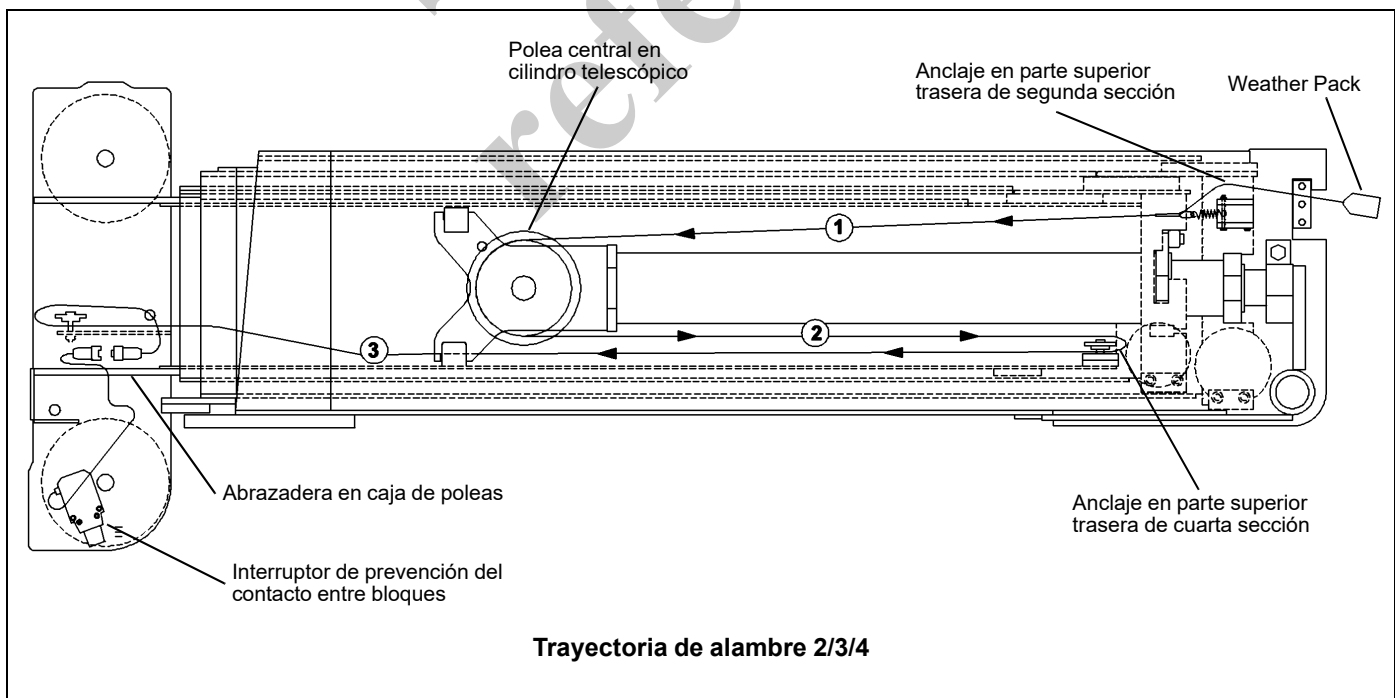 refe
Polea central en
cilindro telescópico
Anclaje en parte superior
trasera de segunda sección
Weather Pack
1
2
3
Abrazadera en caja de poleas
Anclaje en parte superior
trasera de cuarta sección
Interruptor de prevención del
contacto entre bloques
Trayectoria de alambre 2/3/4